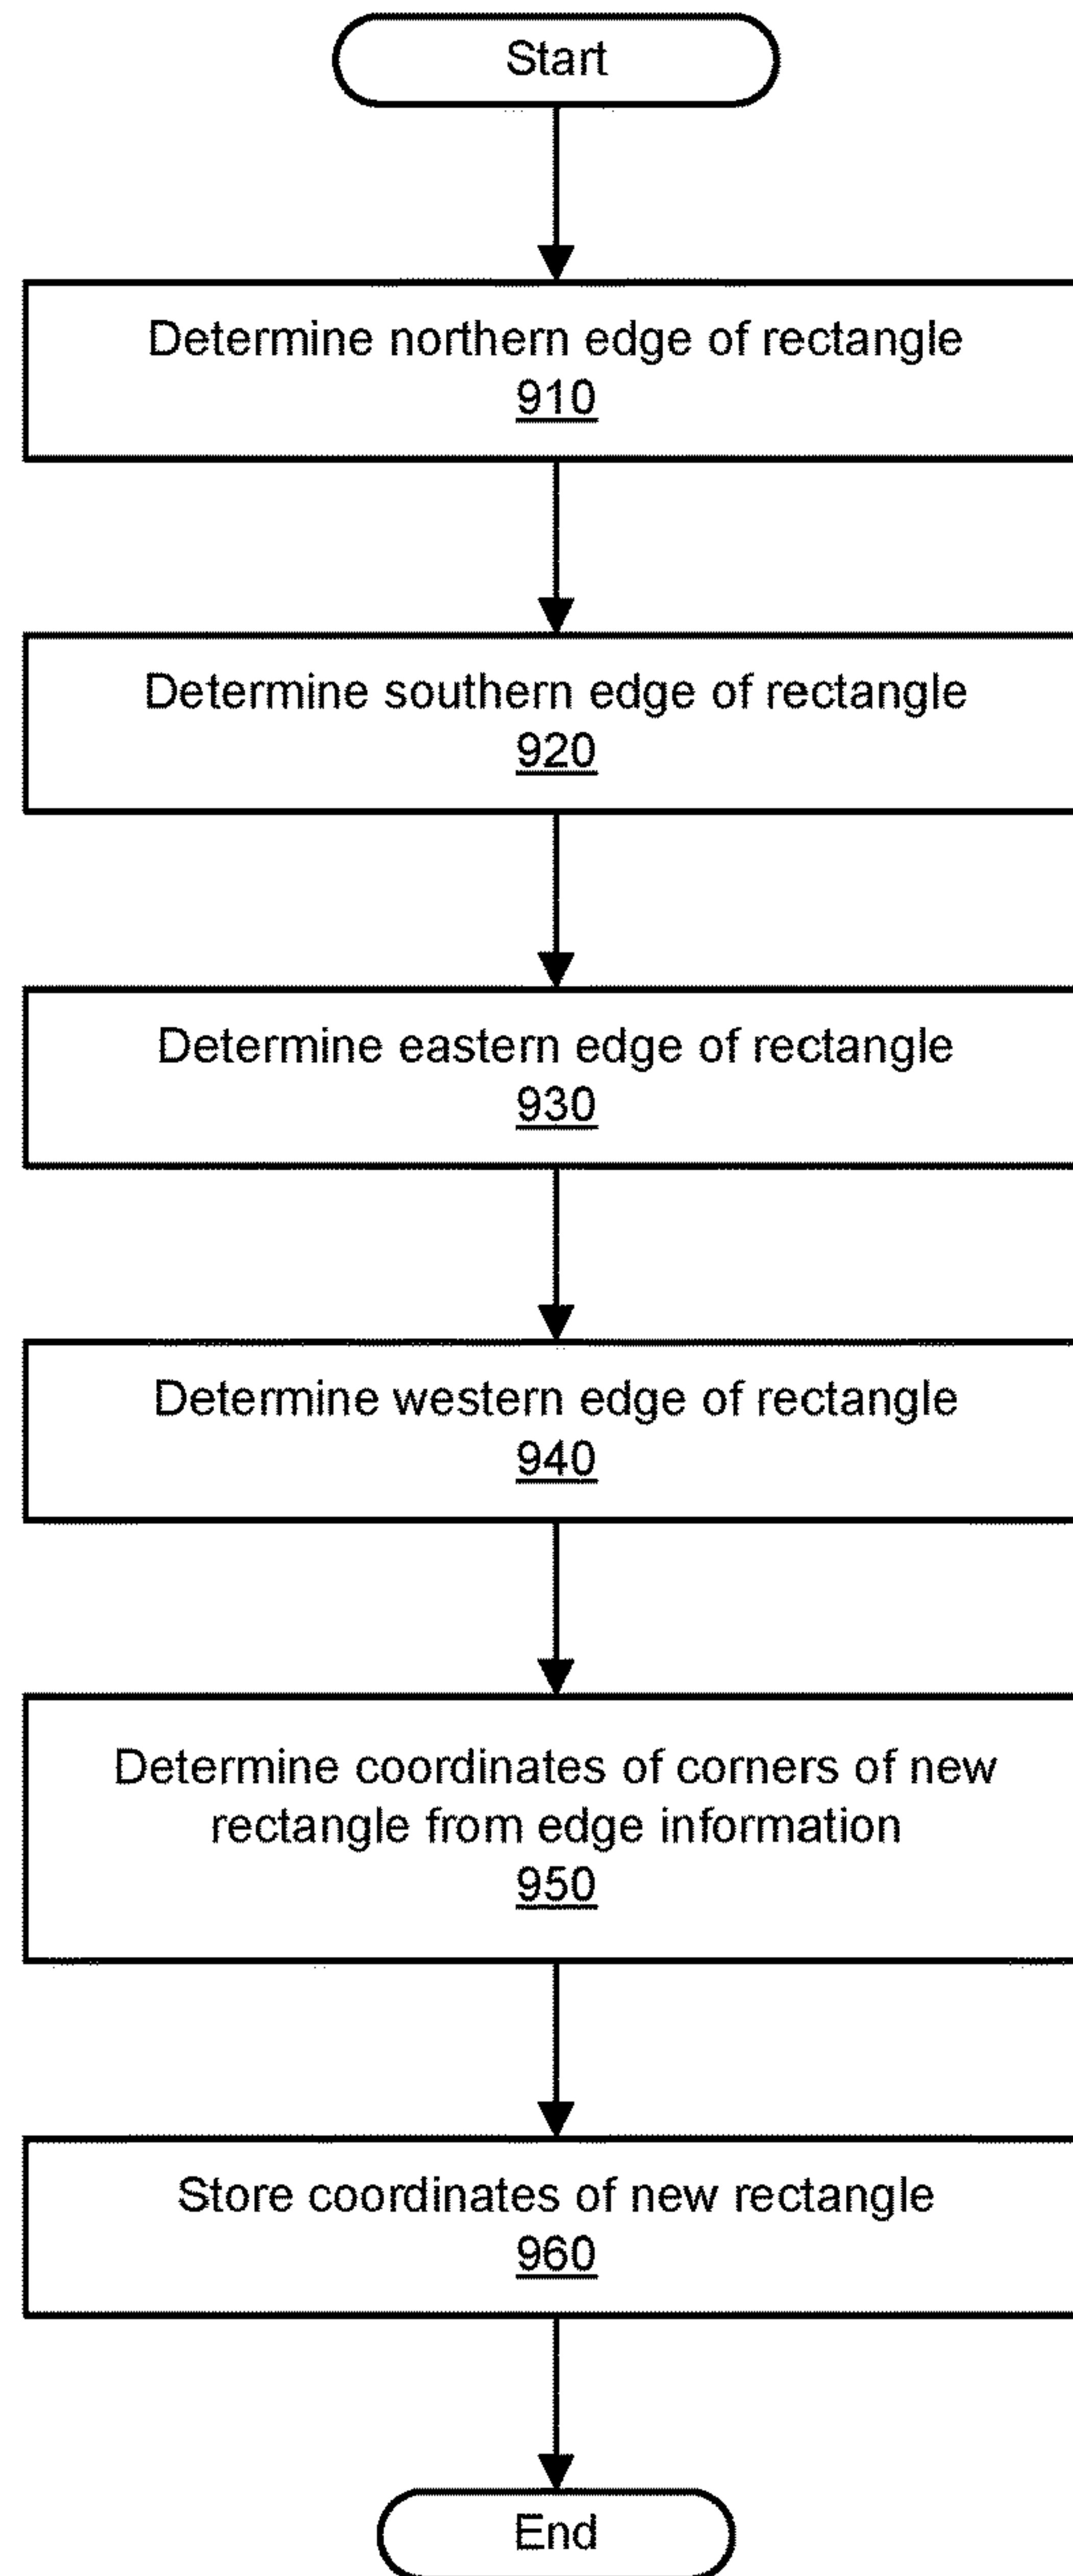 Start
Determine northern edge of rectangle
910
Determine southern edge of rectangle
920
Determine eastern edge of rectangle
930
Determine western edge of rectangle
940
Determine coordinates of corners of new
rectangle from edge information
950
Store coordinates of new rectangle
960
End